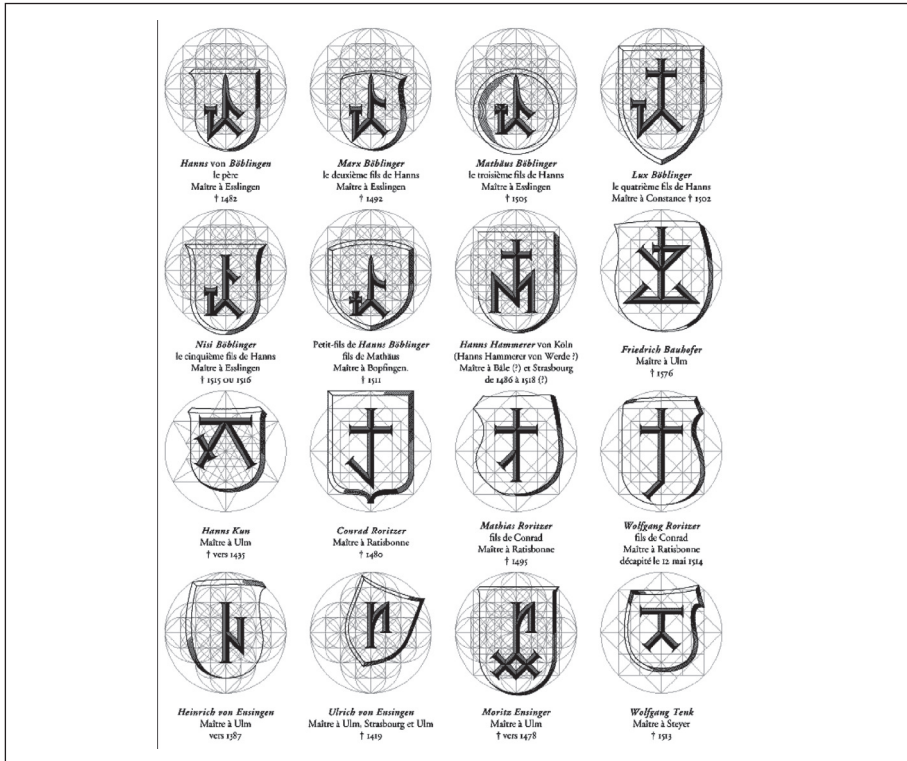 Hanns von Böblingen
le père
Maître à Esslingen
† 1482
Marx Böblinger
le deuxième fils de Hanns
Maître à Esslingen
† 1492
Mathäus Böblinger
le troisième fils de Hanns
Maître à Esslingen
† 1505
Lux Böblinger
le quatrième fils de Hanns
Maître à Constance † 1502
Nisi Böblinger
le cinquième fils de Hanns
Maître à Esslingen
† 1515 ou 1516
Petit-fils de Hanns Böblinger
fils de Mathäus
Maître à Bopfingen.
† 1511
Hanns Hammerer von Köln
(Hanns Hammerer von Werde ?)
Maître à Bâle (?) et Strasbourg
de 1486 à 1518 (?)
Friedrich Bauhofer
Maître à Ulm
† 1576
Hanns Kun
Maître à Ulm
† vers 1435
Conrad Roritzer
Maître à Ratisbonne
† 1480
Mathias Roritzer
fils de Conrad
Maître à Ratisbonne
† 1495
Wolfgang Roritzer
fils de Conrad
Maître à Ratisbonne
décapité le 12 mai 1514
Heinrich von Ensingen
Maître à Ulm
vers 1387
Ulrich von Ensingen
Maître à Ulm, Strasbourg et Ulm
† 1419
Moritz Ensinger
Maître à Ulm
† vers 1478
Wolfgang Tenk
Maître à Steyer
† 1513